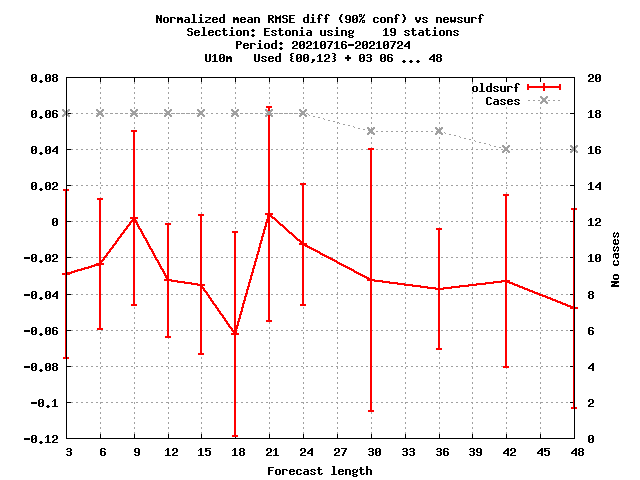 Normalized mean RMSE diff (90% conf) vs newsurf
Selection: Estonia using    19 stations
Period: 20210716-20210724
U10m   Used {00,12} + 03 06 ... 48
oldsurf
Cases
0.08
0.06
0.04
0.02
0
-0.02
-0.04
-0.06
-0.08
-0.1
-0.12
20
18
16
14
12
10
8
6
4
2
0
No cases
3 6 9 12 15 18 21 24 27 30 33 36 39 42 45 48
Forecast length